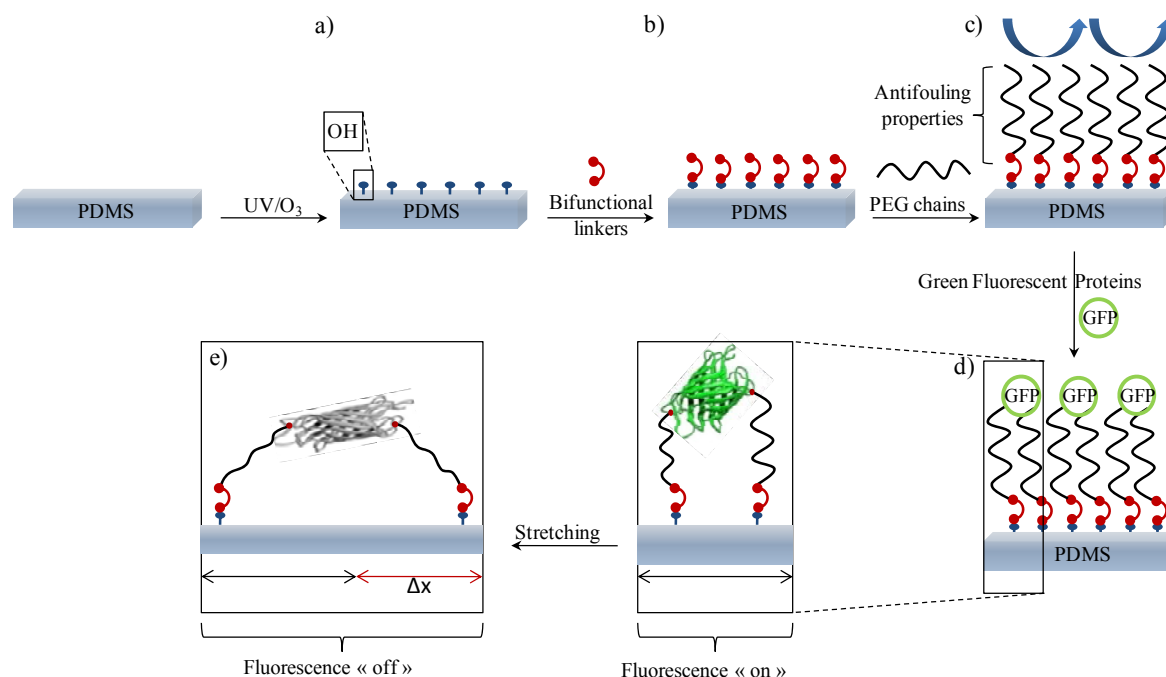 a)
b)
c)
OH
Antifouling
properties
PDMS
UV/O₃
PDMS
Bifunctional
linkers
PDMS
PEG chains
PDMS
Green Fluorescent Proteins
GFP
e)
d)
GFP
GFP
GFP
Stretching
PDMS
Δx
Fluorescence « off »
Fluorescence « on »